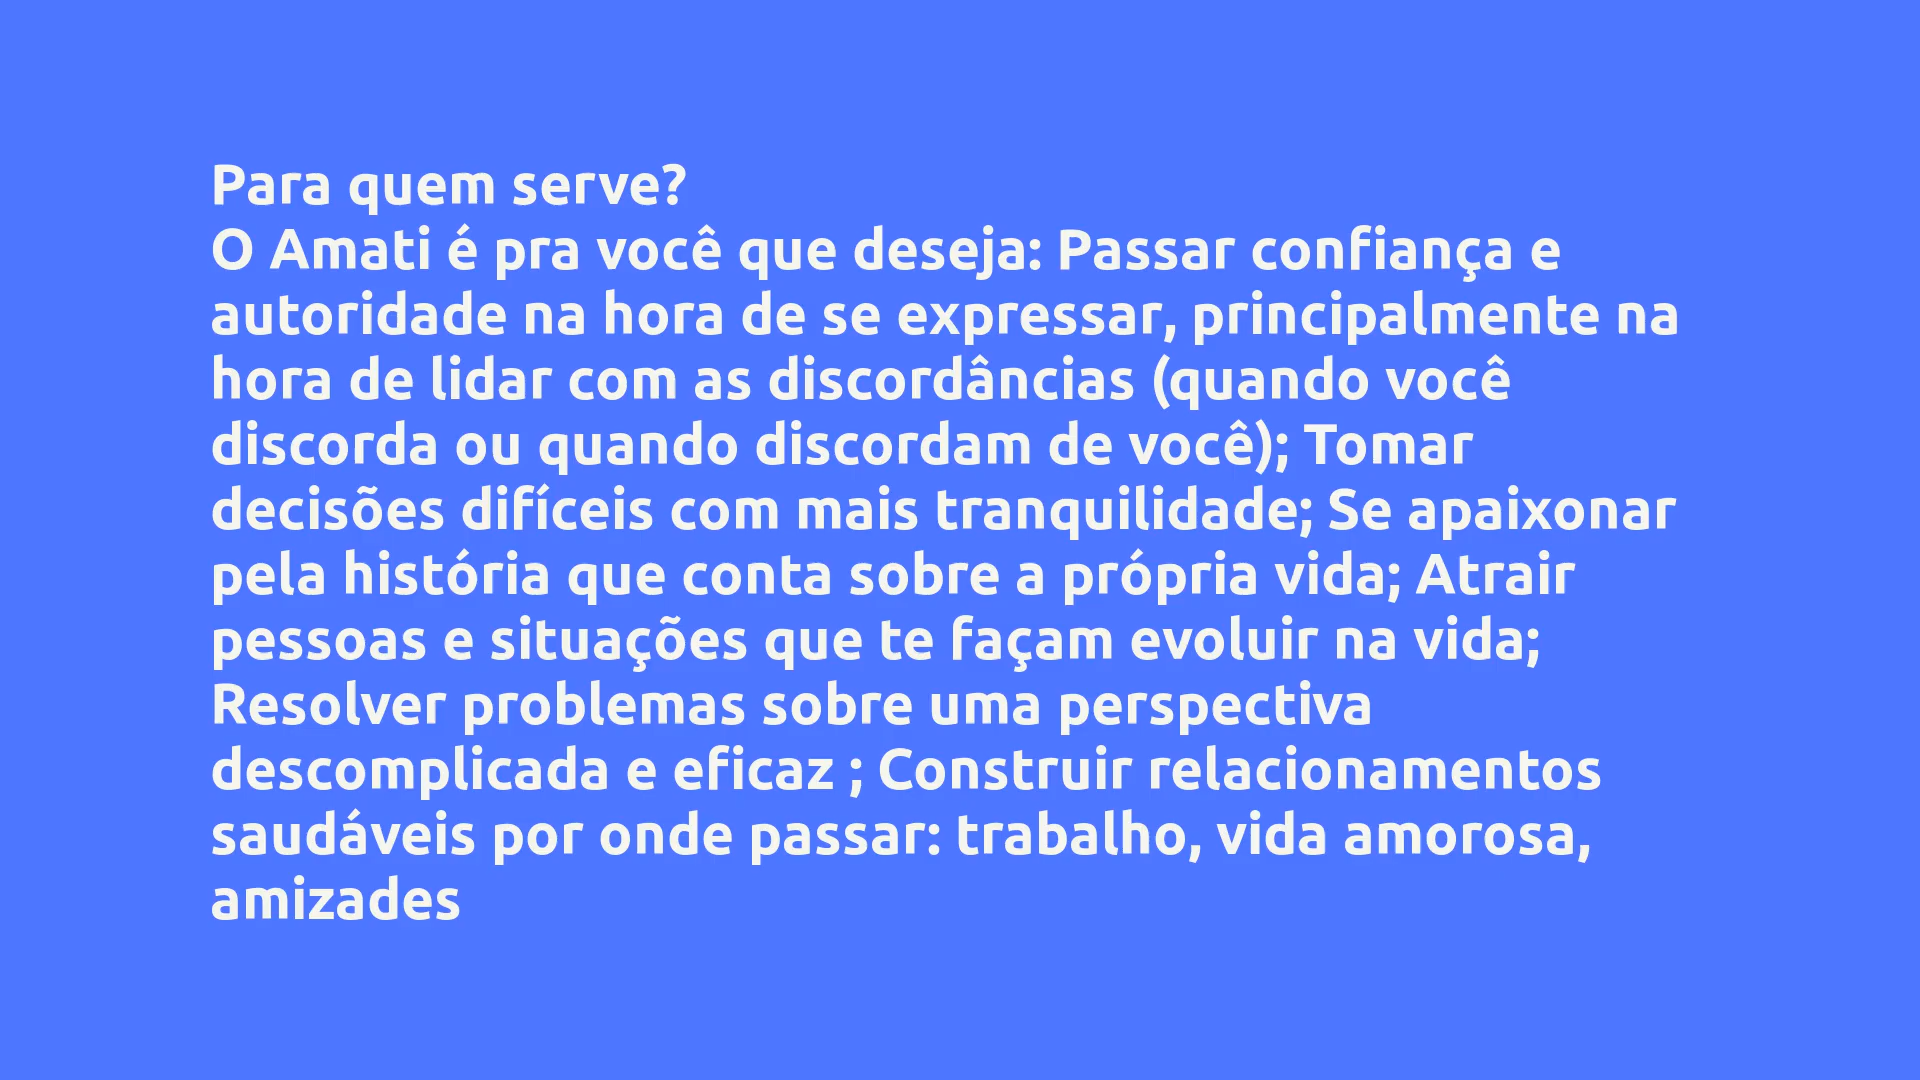 Para quem serve?
O Amati é pra você que deseja: Passar confiança e
autoridade na hora de se expressar, principalmente na
hora de lidar com as discordâncias (quando você
discorda ou quando discordam de você); Tomar
decisões difíceis com mais tranquilidade; Se apaixonar
pela história que conta sobre a própria vida; Atrair
pessoas e situações que te façam evoluir na vida;
Resolver problemas sobre uma perspectiva
descomplicada e eficaz ; Construir relacionamentos
saudáveis por onde passar: trabalho, vida amorosa,
amizades